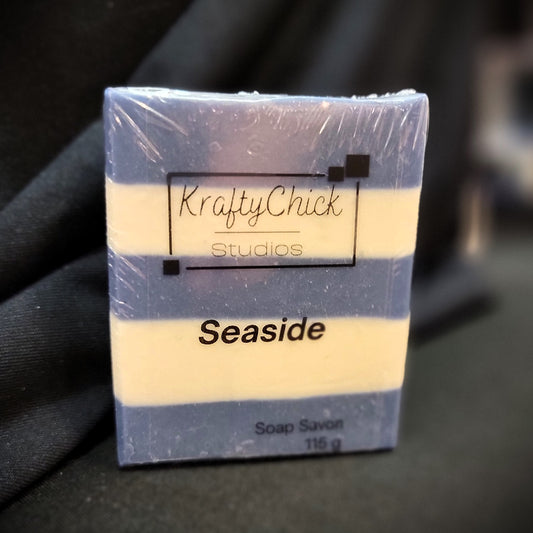 KraftyChick
Studios
Seaside
Soap Savon
115 g